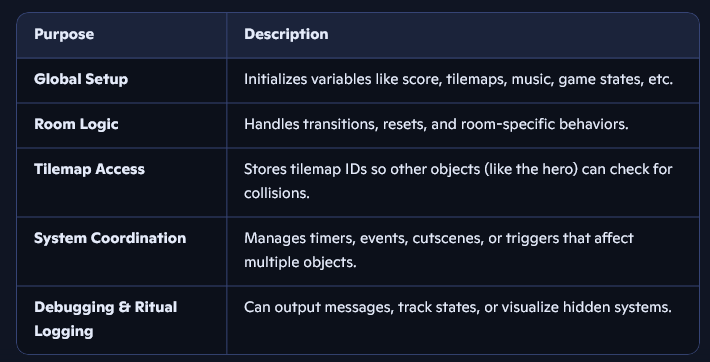 Purpose Description
Global Setup Initializes variables like score, tilemaps, music, game states, etc.
Room Logic Handles transitions, resets, and room-specific behaviors.
Tilemap Access Stores tilemap IDs so other objects (like the hero) can check for
collisions.
System Coordination Manages timers, events, cutscenes, or triggers that affect
multiple objects.
Debugging & Ritual Can output messages, track states, or visualize hidden systems.
Logging